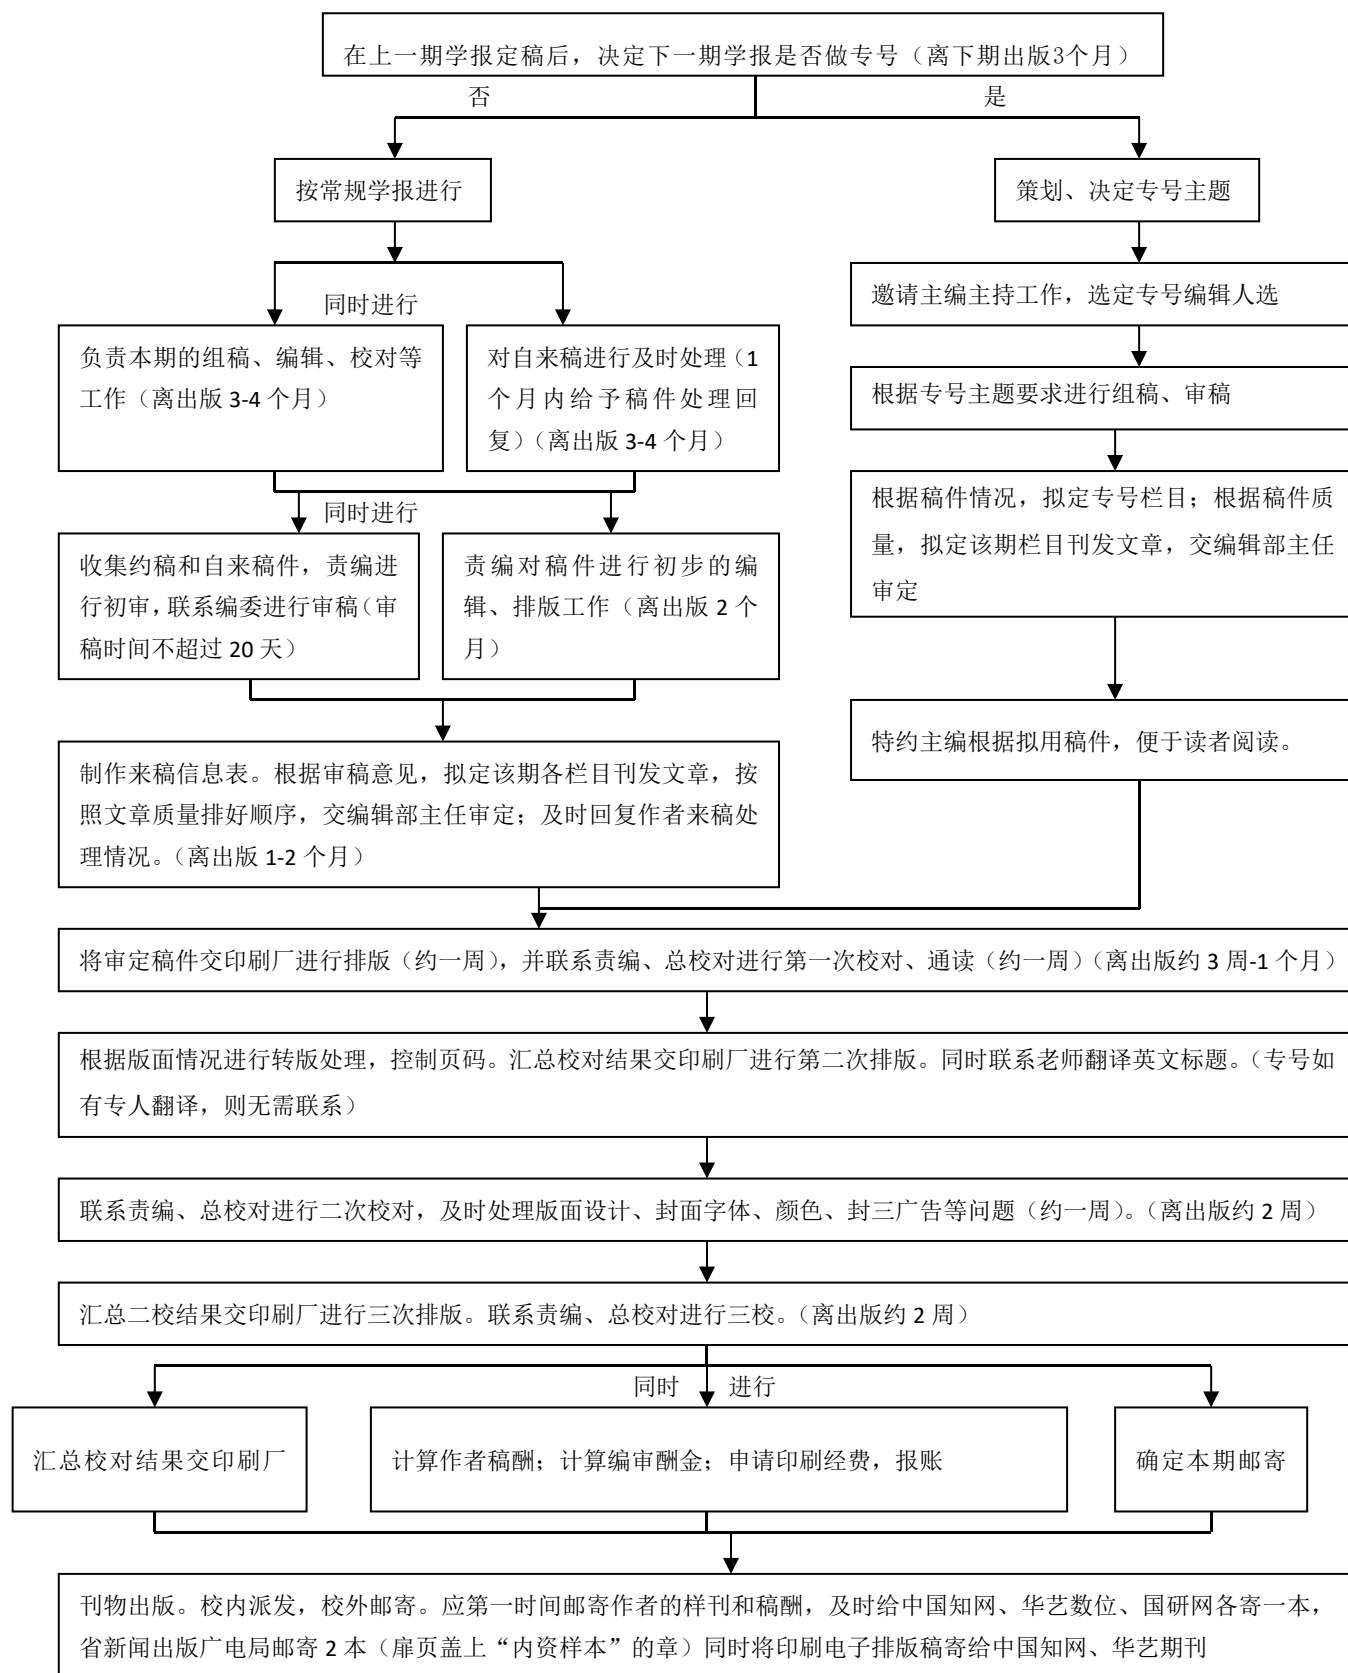 在上一期学报定稿后，决定下一期学报是否做专号（离下期出版3个月）
否
是
按常规学报进行
策划、决定专号主题
同时进行
邀请主编主持工作，选定专号编辑人选
负责本期的组稿、编辑、校对等
工作（离出版 3-4 个月）
对自来稿进行及时处理（1
个月内给予稿件处理回
复）（离出版 3-4 个月）
根据专号主题要求进行组稿、审稿
同时进行
根据稿件情况，拟定专号栏目；根据稿件质
量，拟定该期栏目刊发文章，交编辑部主任
审定
收集约稿和自来稿件，责编进
行初审，联系编委进行审稿（审
稿时间不超过 20 天）
责编对稿件进行初步的编
辑、排版工作（离出版 2 个
月）
特约主编根据拟用稿件，便于读者阅读。
制作来稿信息表。根据审稿意见，拟定该期各栏目刊发文章，按
照文章质量排好顺序，交编辑部主任审定；及时回复作者来稿处
理情况。（离出版 1-2 个月）
将审定稿件交印刷厂进行排版（约一周），并联系责编、总校对进行第一次校对、通读（约一周）（离出版约 3 周-1 个月）
根据版面情况进行转版处理，控制页码。汇总校对结果交印刷厂进行第二次排版。同时联系老师翻译英文标题。（专号如
有专人翻译，则无需联系）
联系责编、总校对进行二次校对，及时处理版面设计、封面字体、颜色、封三广告等问题（约一周）。（离出版约 2 周）
汇总二校结果交印刷厂进行三次排版。联系责编、总校对进行三校。（离出版约 2 周）
同时 进行
汇总校对结果交印刷厂
计算作者稿酬；计算编审酬金；申请印刷经费，报账
确定本期邮寄
刊物出版。校内派发，校外邮寄。应第一时间邮寄作者的样刊和稿酬，及时给中国知网、华艺数位、国研网各寄一本，
省新闻出版广电局邮寄 2 本（扉页盖上“内资样本”的章）同时将印刷电子排版稿寄给中国知网、华艺期刊